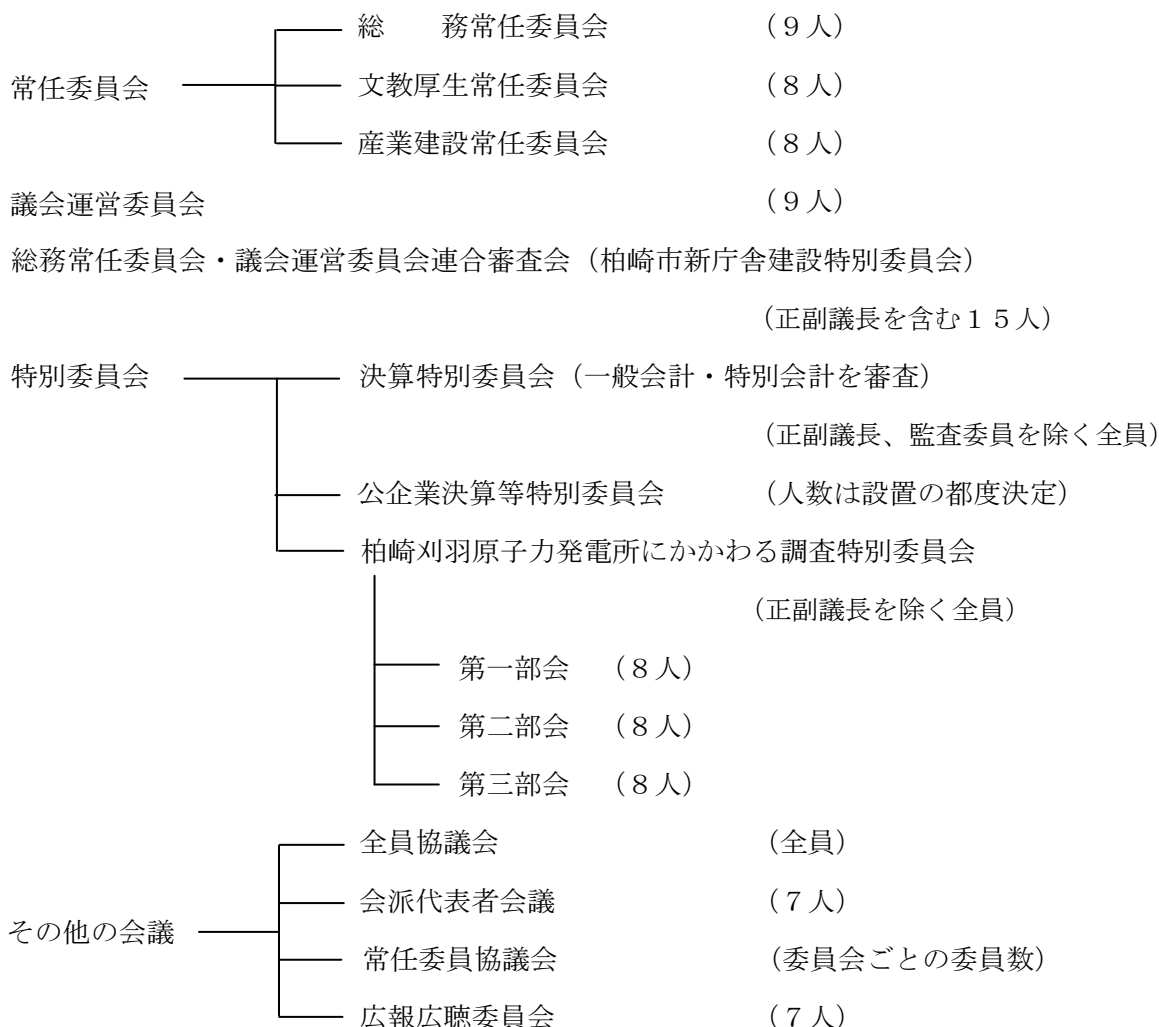 総　　務常任委員会　（９人）
常任委員会　文教厚生常任委員会　（８人）
産業建設常任委員会　（８人）
議会運営委員会　（９人）
総務常任委員会・議会運営委員会連合審査会（柏崎市新庁舎建設特別委員会）
（正副議長を含む１５人）
特別委員会　決算特別委員会（一般会計・特別会計を審査）
（正副議長、監査委員を除く全員）
公企業決算等特別委員会　（人数は設置の都度決定）
柏崎刈羽原子力発電所にかかわる調査特別委員会
（正副議長を除く全員）
第一部会　（８人）
第二部会　（８人）
第三部会　（８人）
全員協議会　（全員）
会派代表者会議　（７人）
その他の会議
常任委員協議会　（委員会ごとの委員数）
広報広聴委員会　（７人）